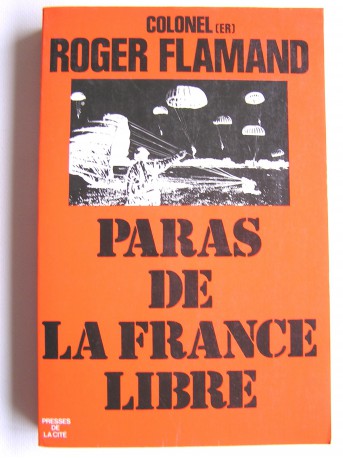 COLONEL (ER)
ROGER FLAMAND
PARAS
DE
LA FRANCE
LIBRE
PRESSES
DE
LA CITÉ